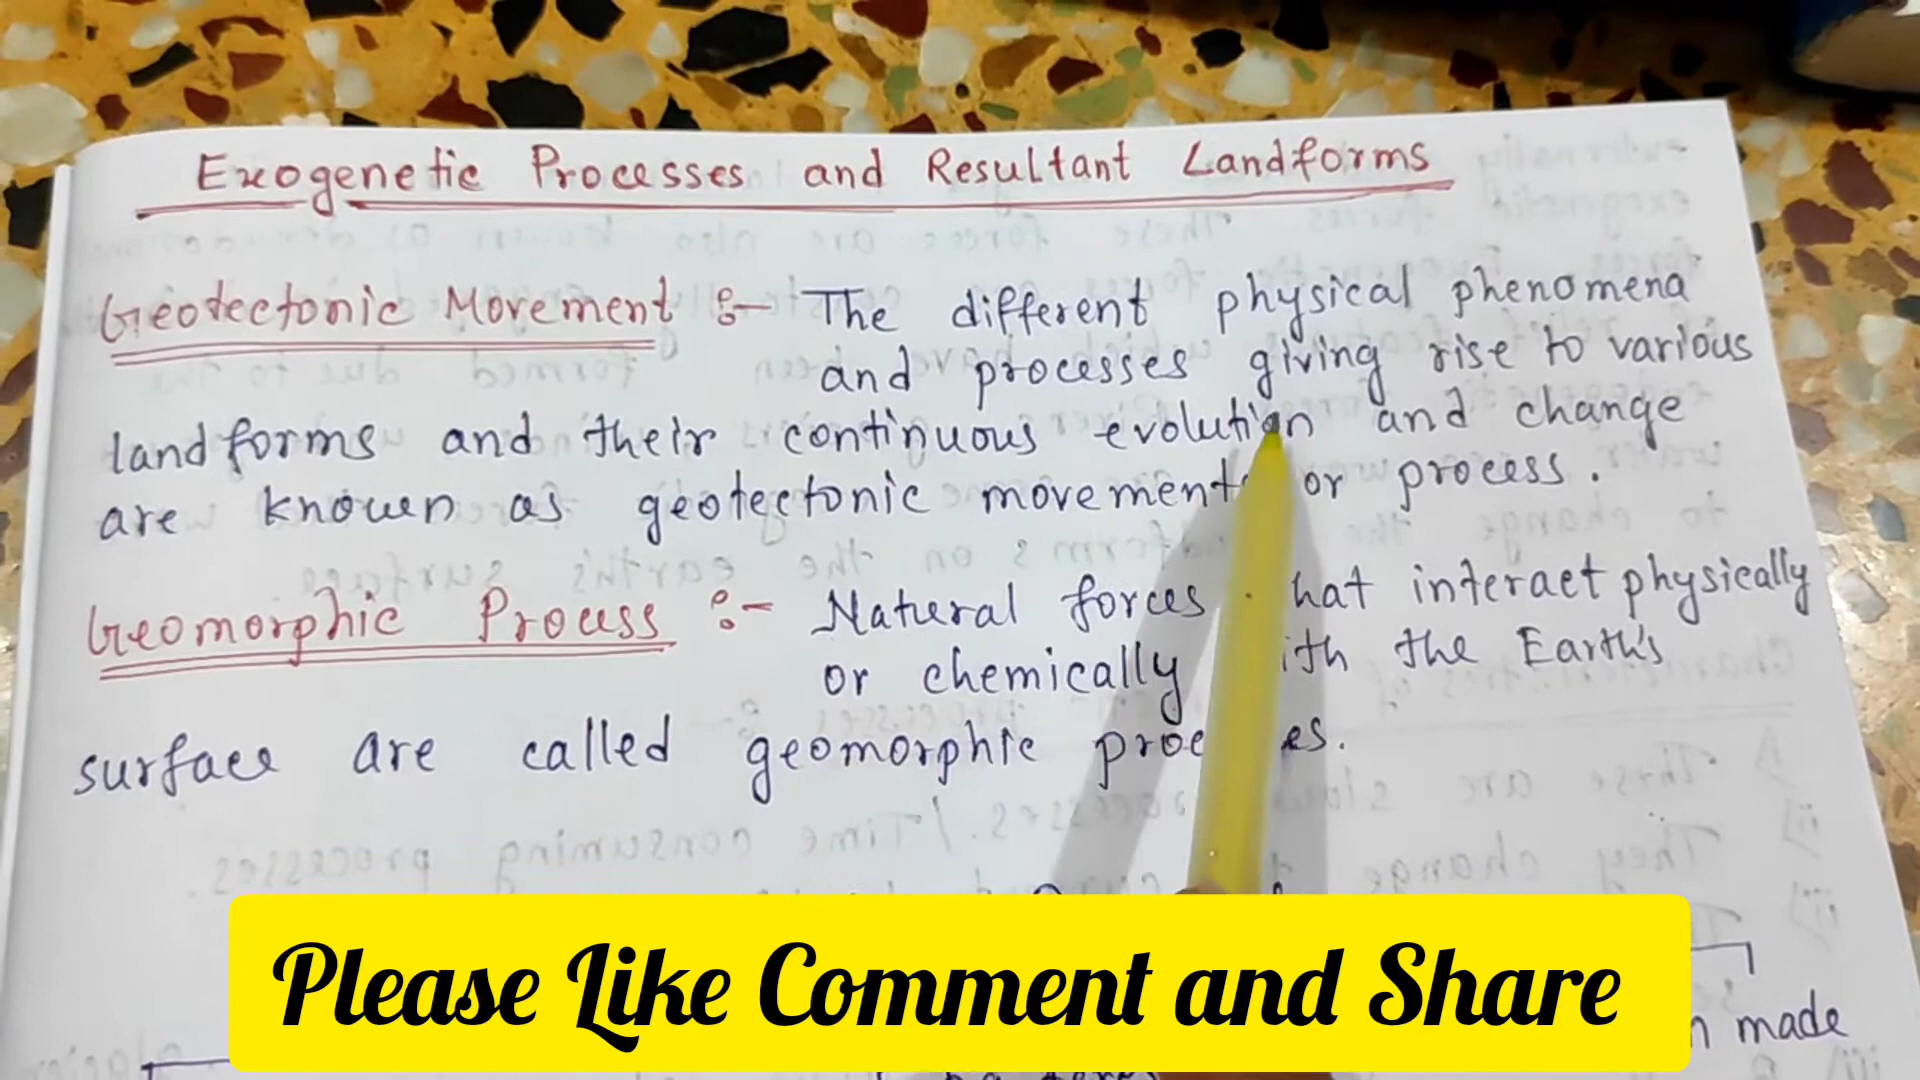 Exogenetic Processes and Resultant Landforms
Geotectonic Movement :- The different physical phenomena
and processes giving rise to various
landforms and their continuous evolution and change
are known as geotectonic movement or process.
Geomorphic Process :- Natural forces that interact physically
or chemically with the Earth's
surface are called geomorphic processes.
Please Like Comment and Share
made